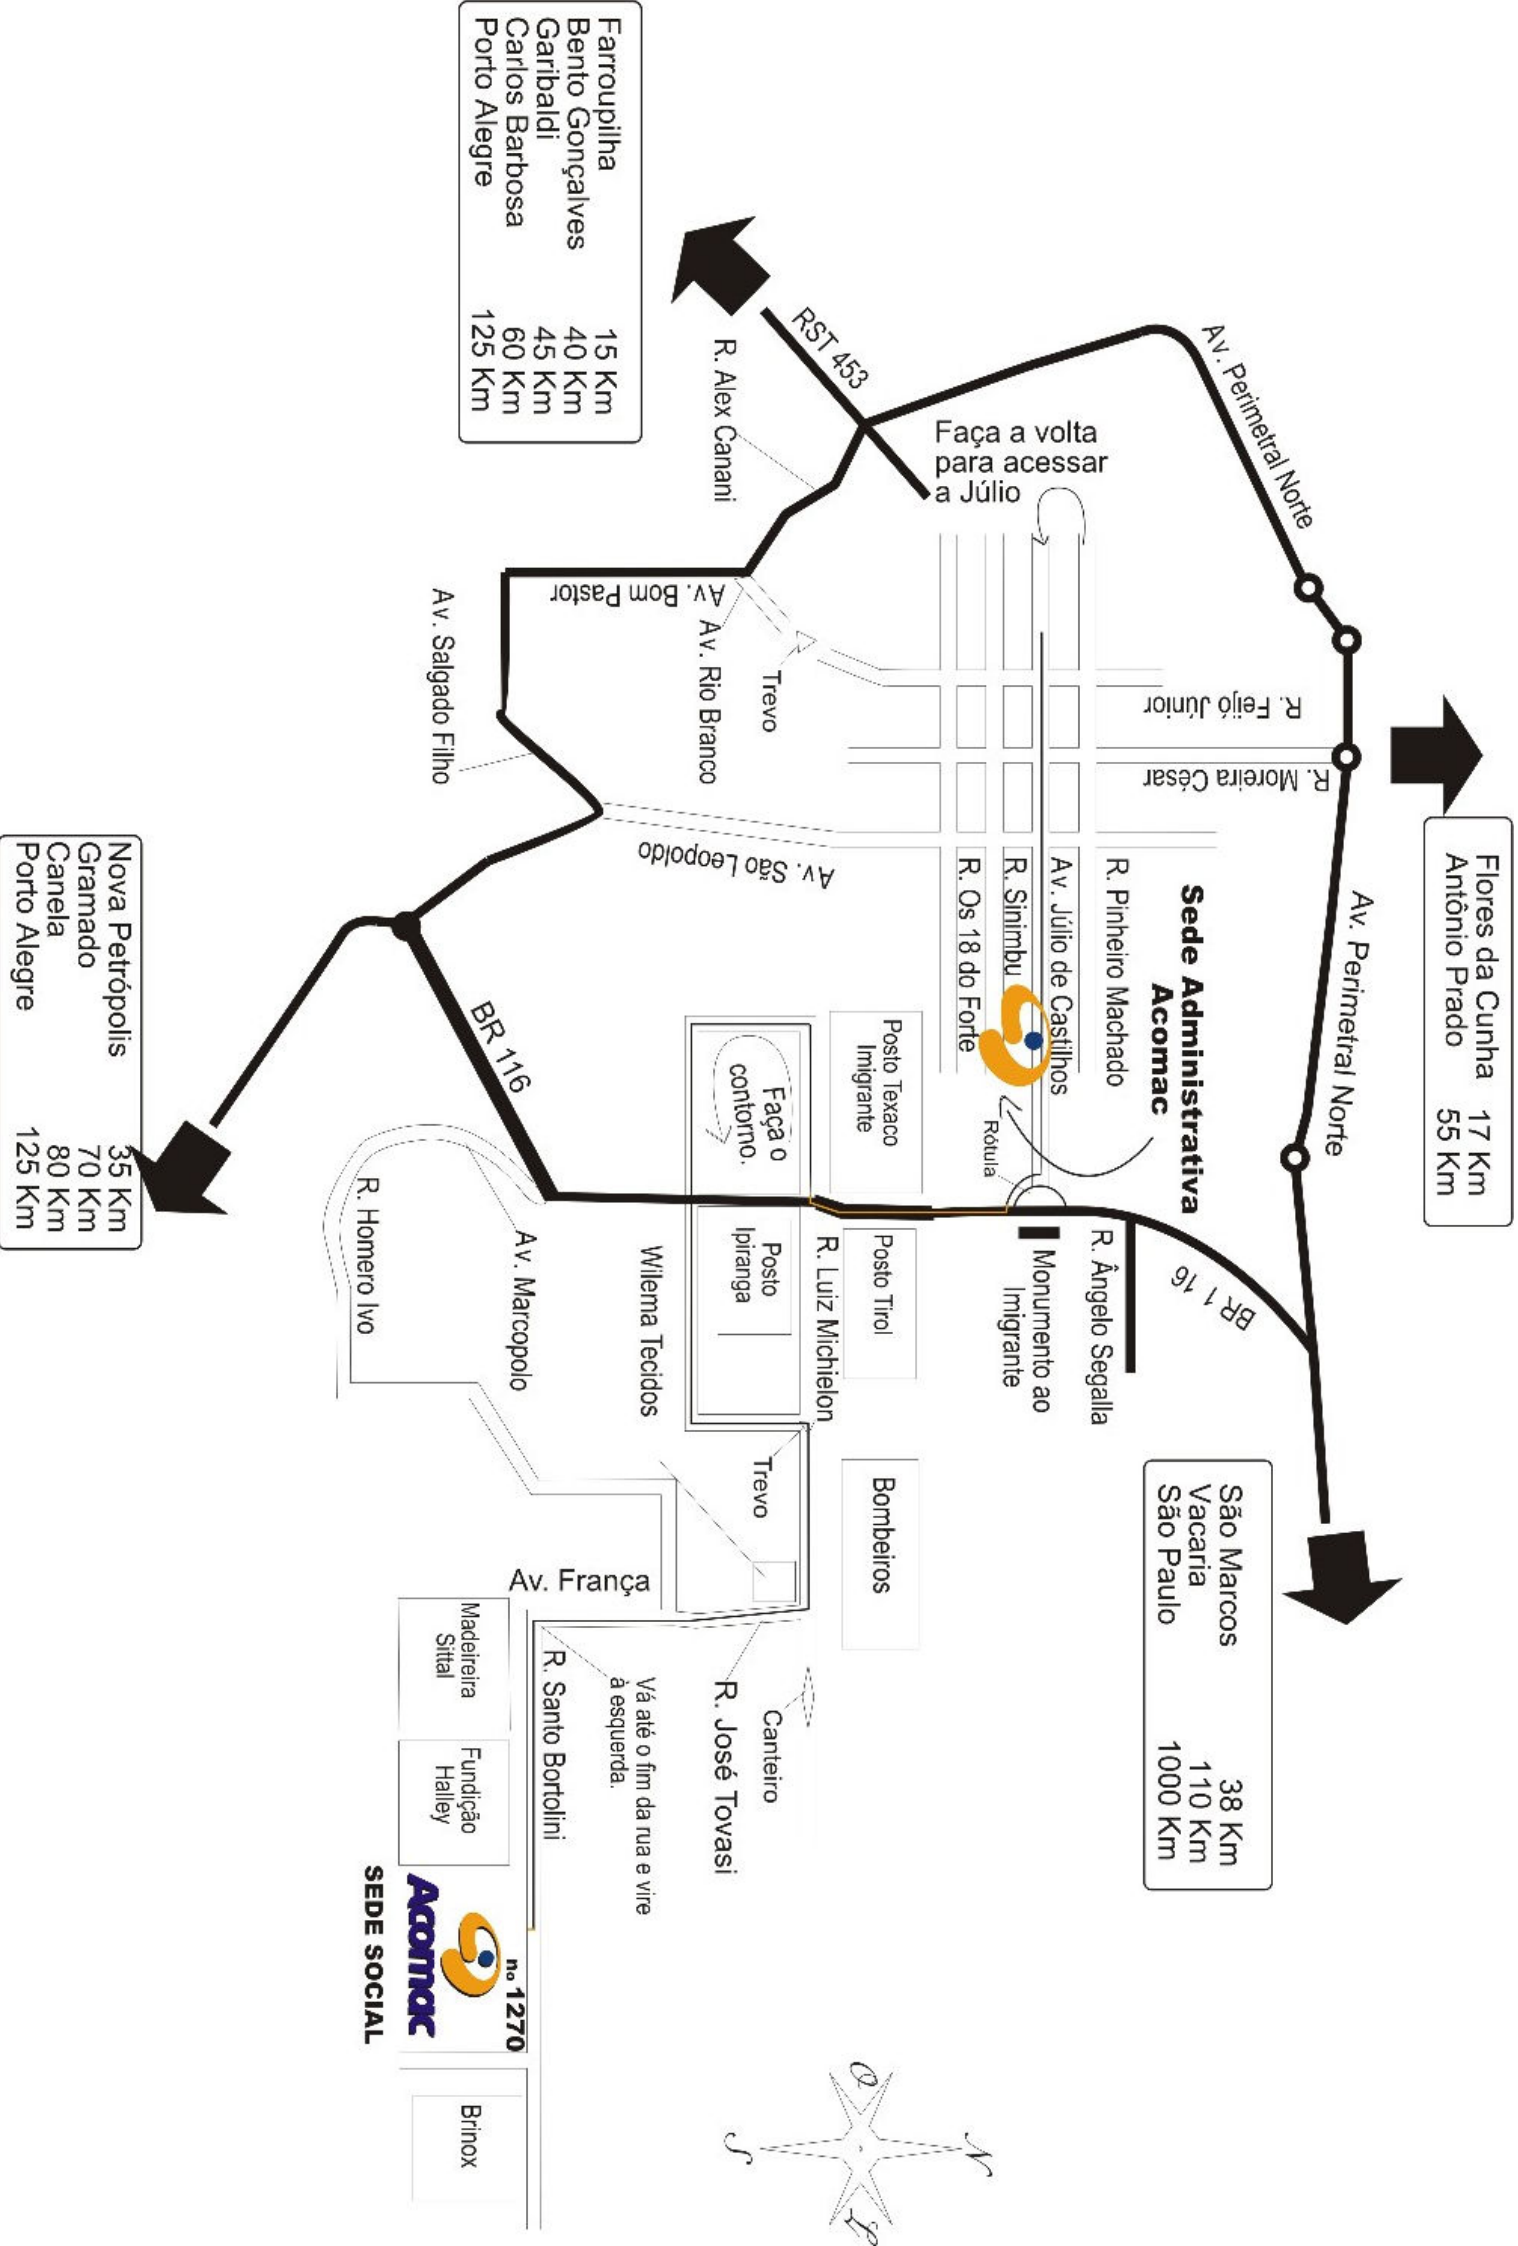 Farroupilha 15 Km
Bento Gonçalves 40 Km
Garibaldi 45 Km
Carlos Barbosa 60 Km
Porto Alegre 125 Km
RST 453
R. Alex Canani
Av. Perimetral Norte
Faça a volta
para acessar
a Júlio
Av. Bom Pastor
Av. Salgado Filho
Av. Rio Branco
Trevo
R. Feijó Júnior
R. Moreira César
Flores da Cunha 17 Km
Antônio Prado 55 Km
Av. São Leopoldo
R. Os 18 do Forte
R. Sinimbu
Av. Júlio de Castilhos
R. Pinheiro Machado
Sede Administrativa
Acomac
Av. Perimetral Norte
Nova Petrópolis 35 Km
Gramado 70 Km
Canela 80 Km
Porto Alegre 125 Km
BR 116
Faça o
contorno.
Posto Texaco
Imigrante
Rótula
R. Homero Ivo
Av. Marcopolo
Wilema Tecidos
Posto
Ipiranga
R. Luiz Michielon
Posto Tirol
Monumento ao
Imigrante
R. Ângelo Segalla
BR 1 16
São Marcos 38 Km
Vacaria 110 Km
São Paulo 1000 Km
Trevo
Bombeiros
Av. França
Madeireira
Sittal
Fundição
Halley
R. Santo Bortolini
Vá até o fim da rua e vire
à esquerda.
R. José Tovasi
Canteiro
no 1270
Acomac
SEDE SOCIAL
Brinox
N
O
L
S